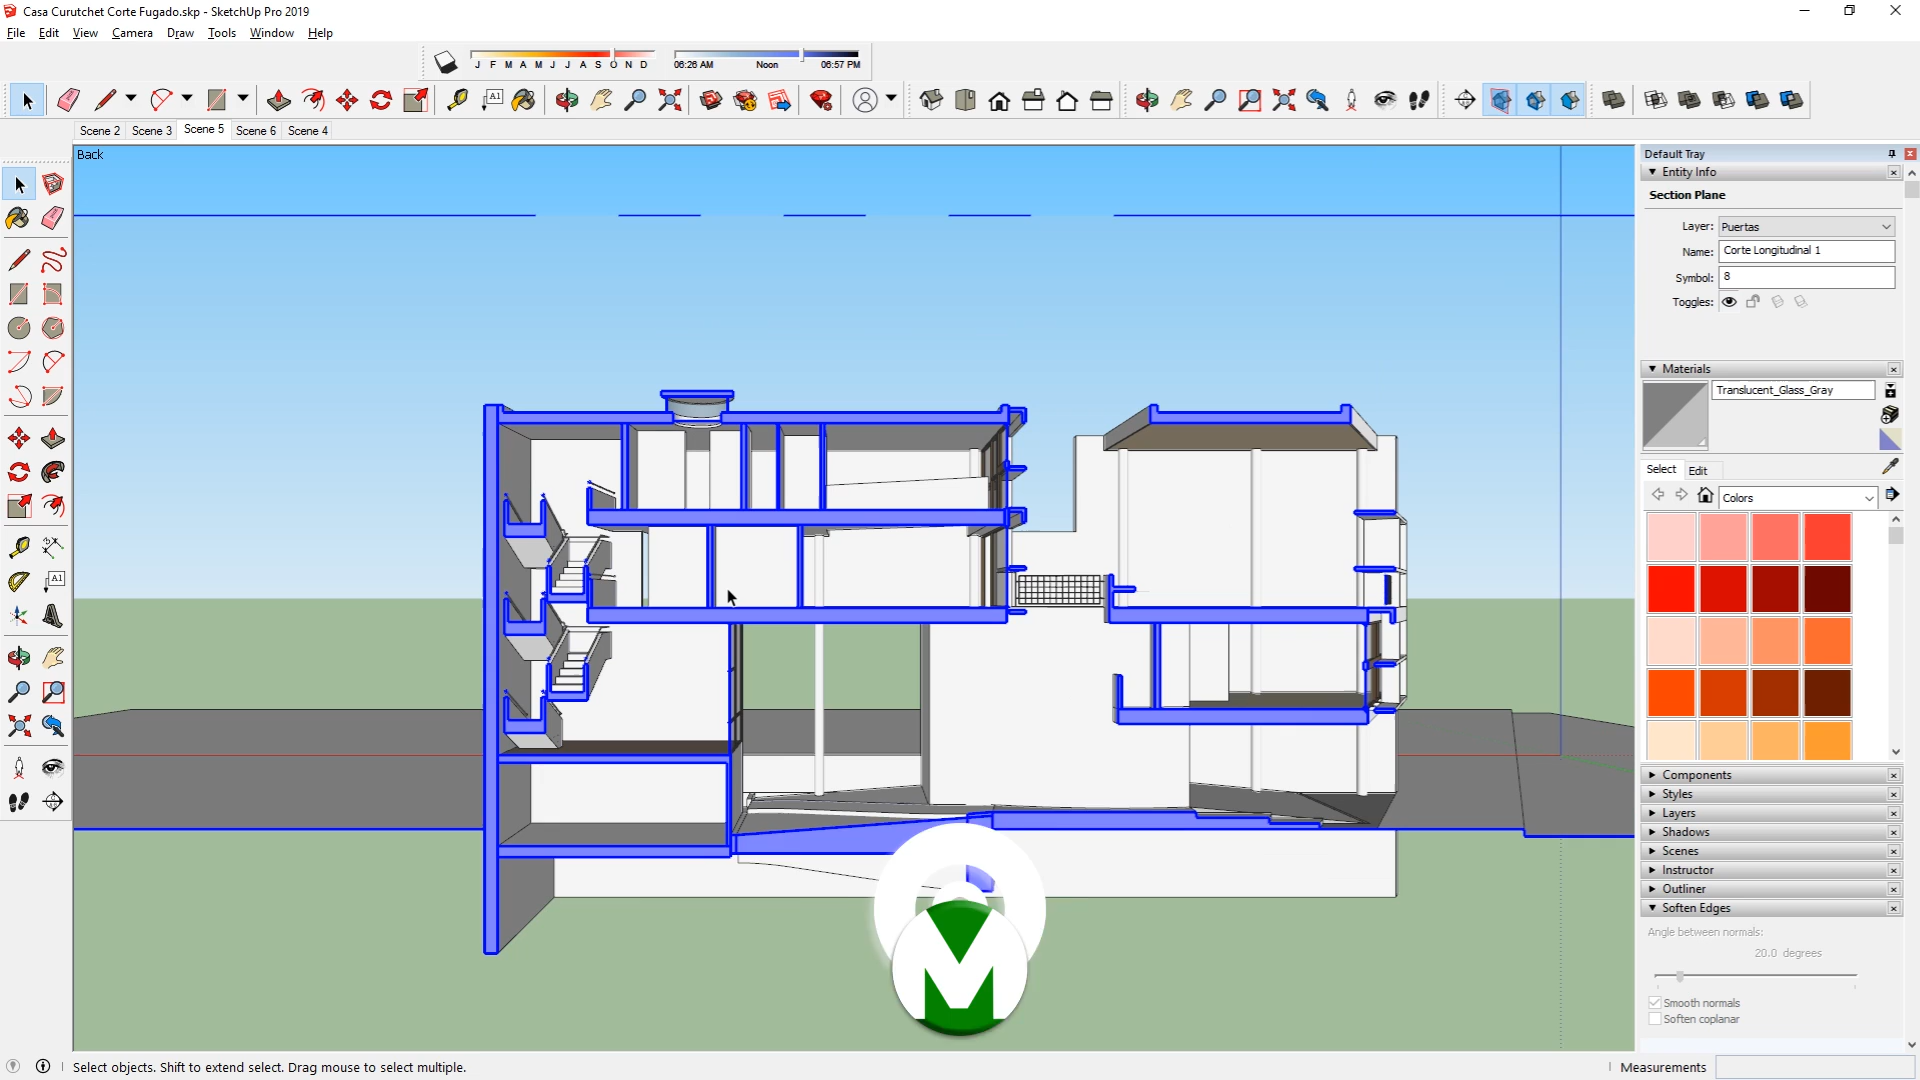 Casa Curutchet Corte Fugado.skp - SketchUp Pro 2019
File Edit View Camera Draw Tools Window Help
J F M A M J J A S O N D
06:26 AM Noon 06:57 PM
A1
Scene 2 Scene 3 Scene 5 Scene 6 Scene 4
Back
Default Tray
Entity Info
Section Plane
Layer: Puertas
Name: Corte Longitudinal 1
Symbol: 8
Toggles:
Materials
Translucent_Glass_Gray
Select Edit
Colors
A1
Components
Styles
Layers
Shadows
Scenes
Instructor
Outliner
Soften Edges
Angle between normals:
20.0 degrees
Smooth normals
Soften coplanar
M
Select objects. Shift to extend select. Drag mouse to select multiple.
Measurements